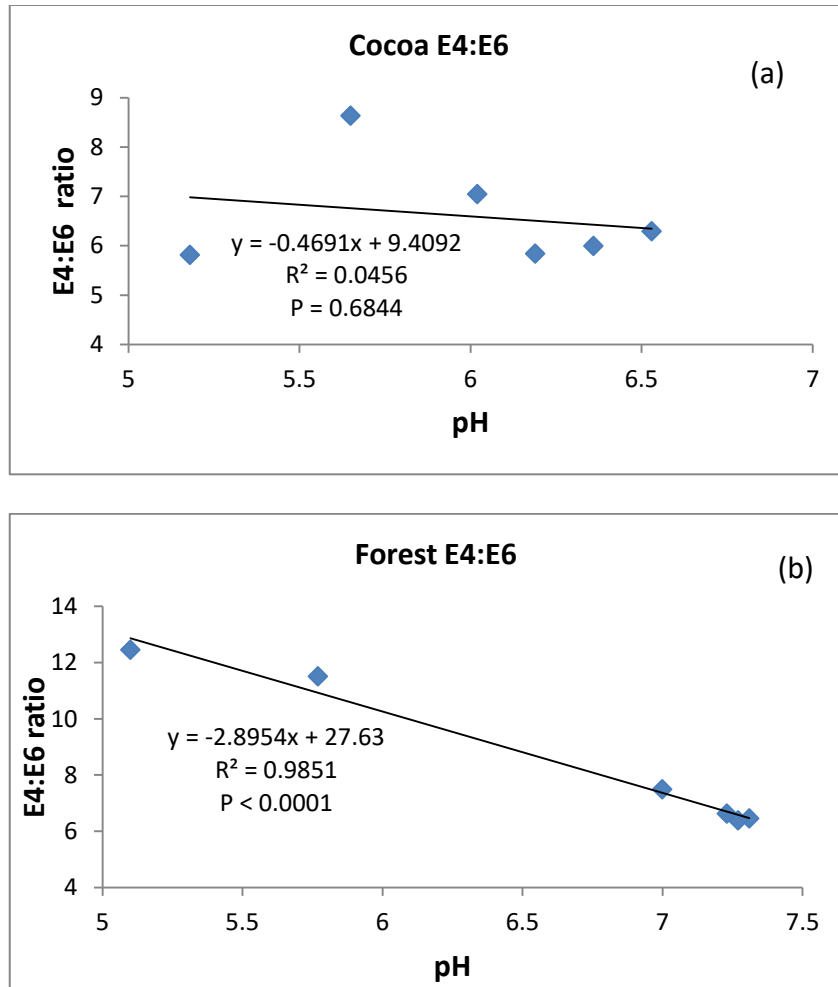 Cocoa E4:E6
(a)
9
8
7
6
5
4
E4:E6 ratio
y = -0.4691x + 9.4092
R² = 0.0456
P = 0.6844
5
5.5
6
6.5
7
pH
Forest E4:E6
(b)
14
12
10
8
6
4
E4:E6 ratio
y = -2.8954x + 27.63
R² = 0.9851
P < 0.0001
5
5.5
6
6.5
7
7.5
pH